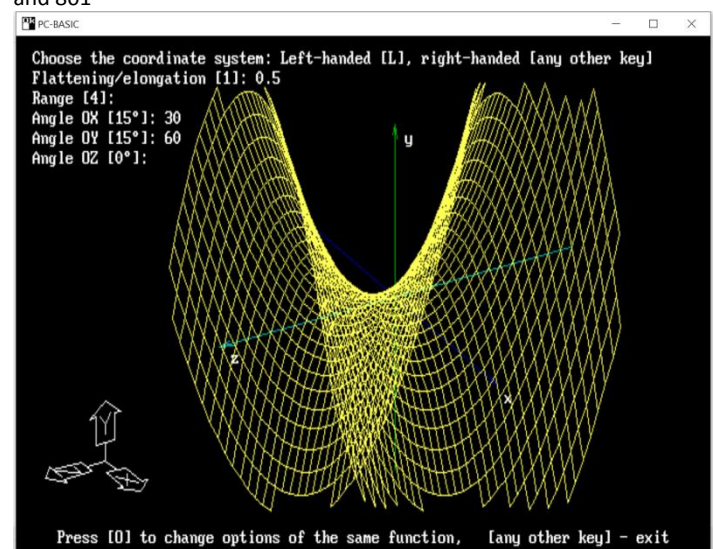 and 801
PC-BASIC
Choose the coordinate system: Left-handed [L], right-handed [any other key]
Flattening/elongation [1]: 0.5
Range [4]:
Angle OX [15°]: 30
Angle OY [15°]: 60
Angle OZ [0°]:
y
z
x
Y
X
Press [O] to change options of the same function, [any other key] - exit